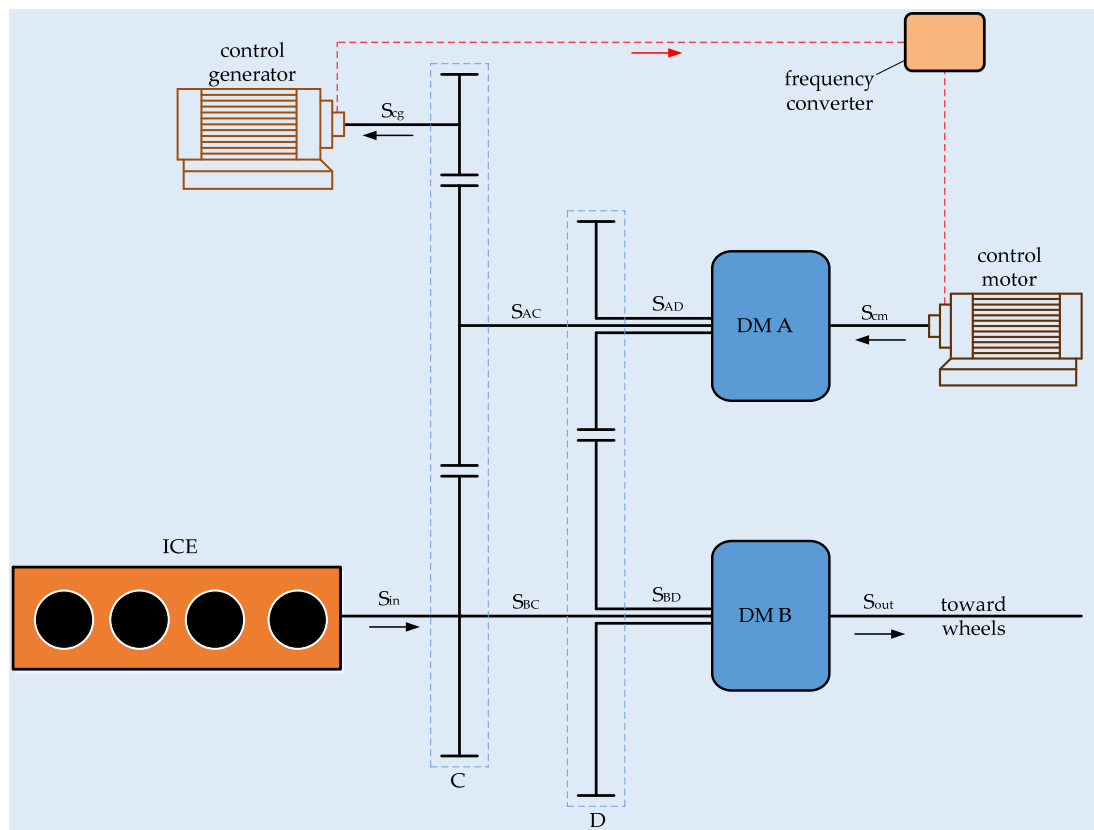 control
generator
frequency
converter
Scg
control
motor
SAC
SAD
DM A
Scm
ICE
Sin
SBC
SBD
DM B
Sout
toward
wheels
C
D